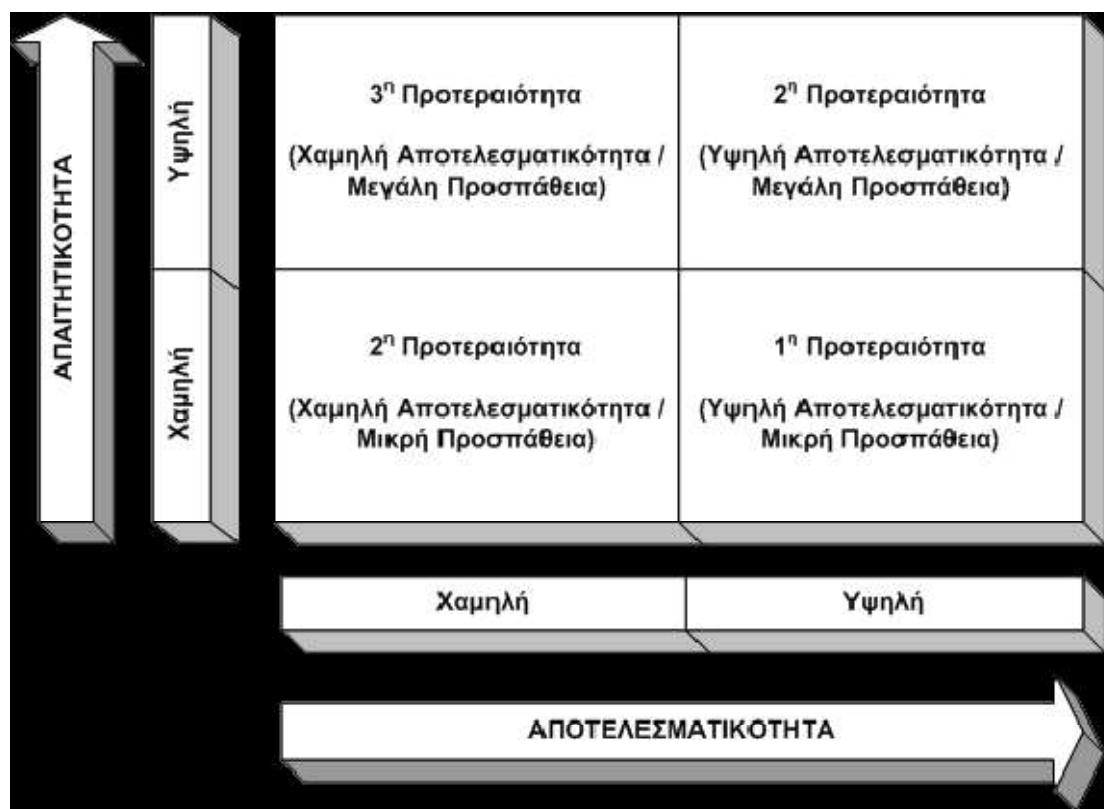 ΑΠΑΙΤΗΤΙΚΟΤΗΤΑ
Υψηλή
Χαμηλή
3η Προτεραιότητα
(Χαμηλή Αποτελεσματικότητα /
Μεγάλη Προσπάθεια)
2η Προτεραιότητα
(Υψηλή Αποτελεσματικότητα /
Μεγάλη Προσπάθεια)
2η Προτεραιότητα
(Χαμηλή Αποτελεσματικότητα /
Μικρή Προσπάθεια)
1η Προτεραιότητα
(Υψηλή Αποτελεσματικότητα /
Μικρή Προσπάθεια)
Χαμηλή
Υψηλή
ΑΠΟΤΕΛΕΣΜΑΤΙΚΟΤΗΤΑ